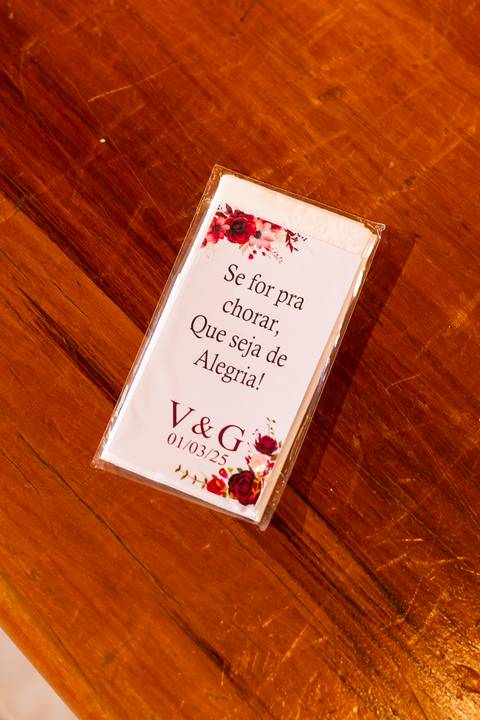 Se for pra
chorar,
Que seja de
Alegria!
V & G
01/03/25